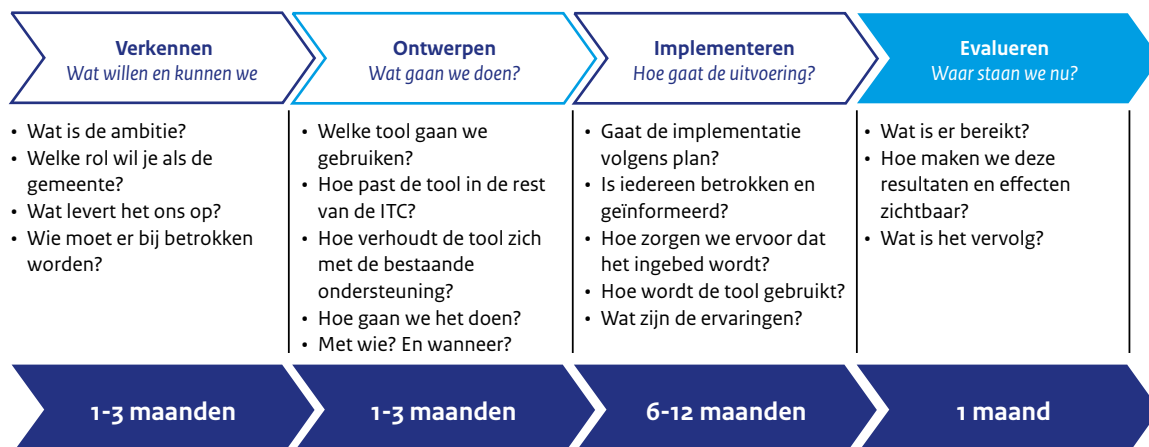 Verkennen
Wat willen en kunnen we
Ontwerpen
Wat gaan we doen?
Implementeren
Hoe gaat de uitvoering?
Evalueren
Waar staan we nu?
• Wat is de ambitie?
• Welke rol wil je als de
gemeente?
• Wat levert het ons op?
• Wie moet er bij betrokken
worden?
• Welke tool gaan we
gebruiken?
• Hoe past de tool in de rest
van de ITC?
• Hoe verhoudt de tool zich
met de bestaande
ondersteuning?
• Hoe gaan we het doen?
• Met wie? En wanneer?
• Gaat de implementatie
volgens plan?
• Is iedereen betrokken en
geïnformeerd?
• Hoe zorgen we ervoor dat
het ingebed wordt?
• Hoe wordt de tool gebruikt?
• Wat zijn de ervaringen?
• Wat is er bereikt?
• Hoe maken we deze
resultaten en effecten
zichtbaar?
• Wat is het vervolg?
1-3 maanden
1-3 maanden
6-12 maanden
1 maand